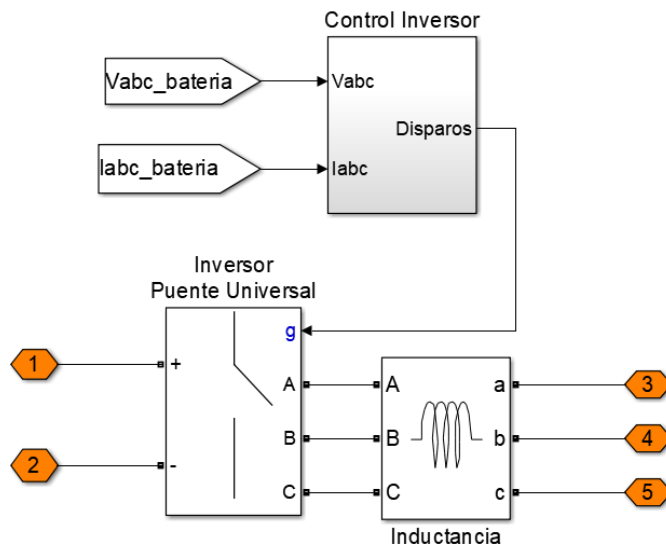 Control Inversor
Vabc_bateria
Vabc
Disparos
Iabc_bateria
Iabc
Inversor
Puente Universal
g
1
+
A
A
a
3
B
B
b
4
2
-
C
C
c
5
Inductancia